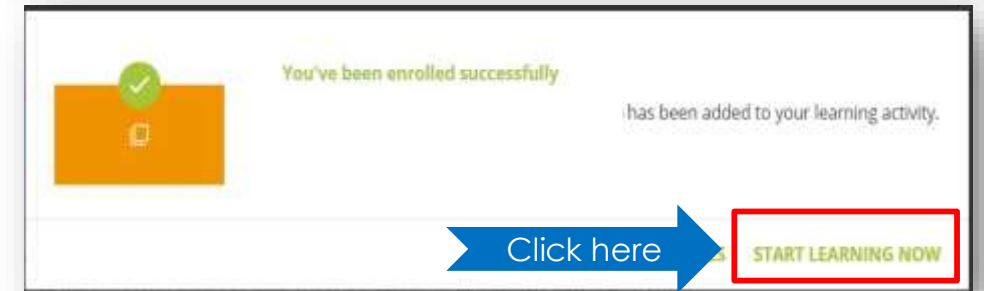 You've been enrolled successfully
has been added to your learning activity.
Click here
START LEARNING NOW